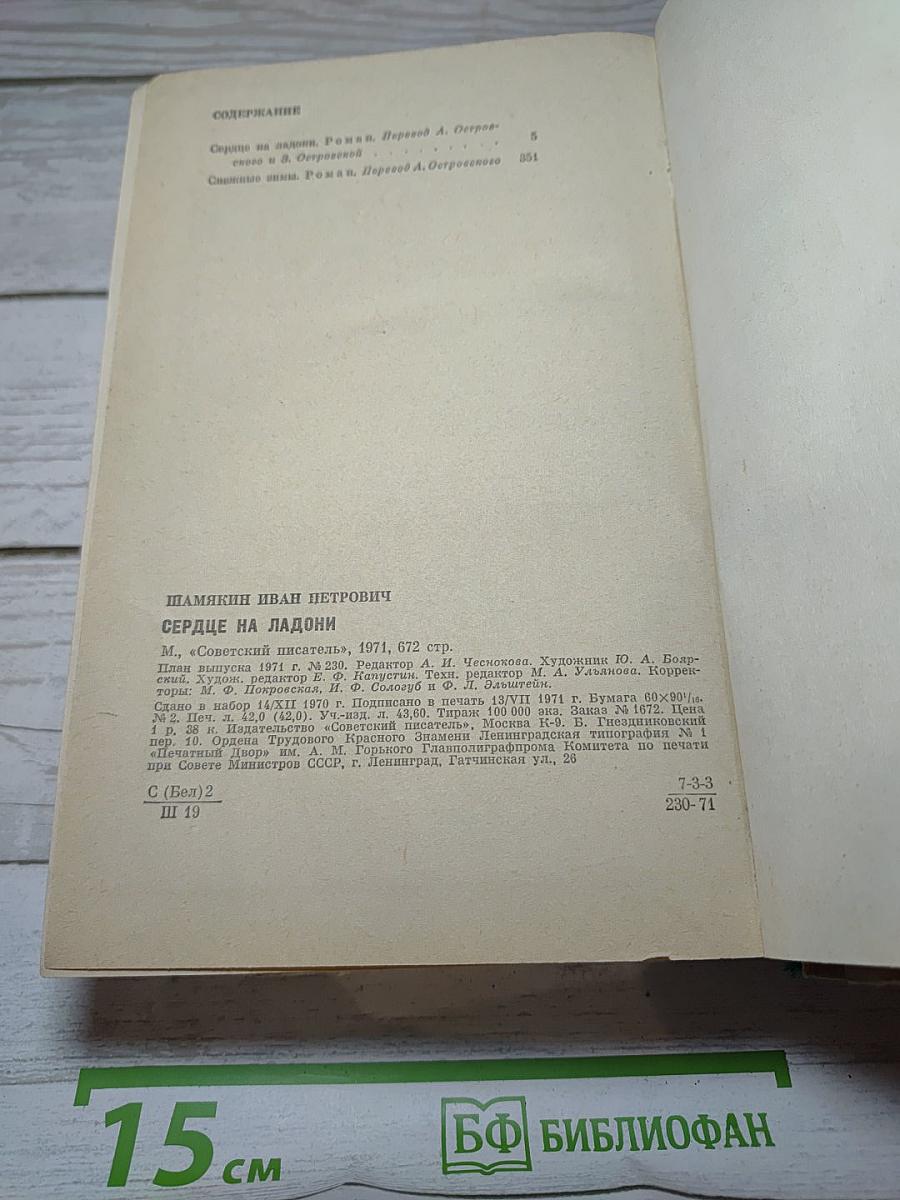 СОДЕРЖАНИЕ
Сердце на ладони. Роман. Перевод А. Остров-
ского и З. Островской . . . . . . . . . 5
Снежные зимы. Роман. Перевод А. Островского 351
ШАМЯКИН ИВАН ПЕТРОВИЧ
СЕРДЦЕ НА ЛАДОНИ
М., «Советский писатель», 1971, 672 стр.
План выпуска 1971 г. № 230. Редактор А. И. Чеснокова. Художник Ю. А. Бояр-
ский. Худож. редактор Е. Ф. Капустин. Техн. редактор М. А. Ульянова. Коррек-
торы: М. Ф. Покровская, И. Ф. Сологуб и Ф. Л. Эльштейн.
Сдано в набор 14/XII 1970 г. Подписано в печать 13/VII 1971 г. Бумага 60×90¹/₁₆.
№ 2. Печ. л. 42,0 (42,0). Уч.-изд. л. 43,60. Тираж 100 000 экз. Заказ № 1672. Цена
1 р. 38 к. Издательство «Советский писатель», Москва К-9. Б. Гнездниковский
пер. 10. Ордена Трудового Красного Знамени Ленинградская типография № 1
«Печатный Двор» им. А. М. Горького Главполиграфпрома Комитета по печати
при Совете Министров СССР, г. Ленинград, Гатчинская ул., 26
С (Бел) 2
Ш 19
7-3-3
230-71
15 см
БФ БИБЛИОФАН